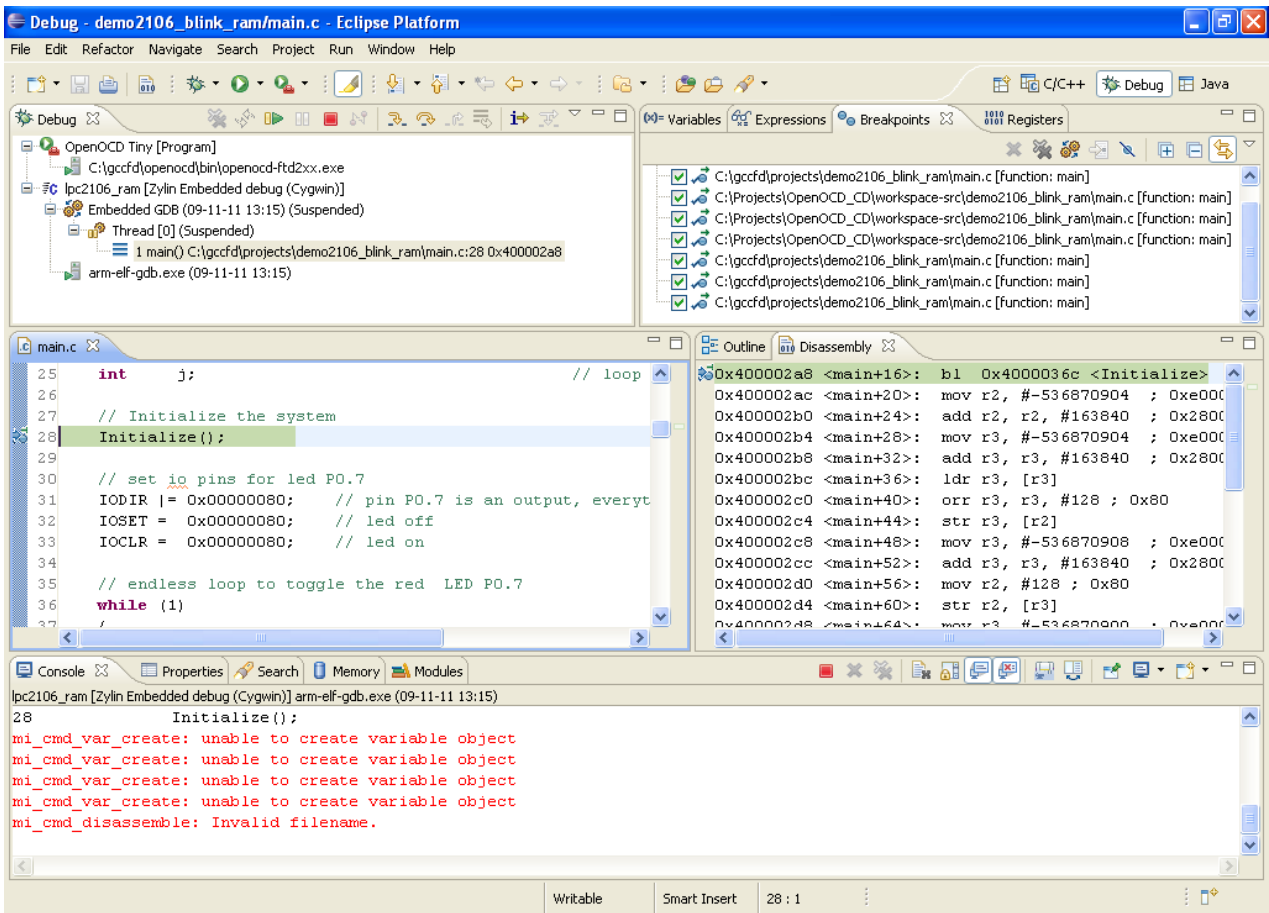 Debug - demo2106_blink_ram/main.c - Eclipse Platform
File Edit Refactor Navigate Search Project Run Window Help
C/C++ Debug Java
Debug
OpenOCD Tiny [Program]
C:\gccfd\openocd\bin\openocd-ftd2xx.exe
lpc2106_ram [Zylin Embedded debug (Cygwin)]
Embedded GDB (09-11-11 13:15) (Suspended)
Thread [0] (Suspended)
1 main() C:\gccfd\projects\demo2106_blink_ram\main.c:28 0x400002a8
arm-elf-gdb.exe (09-11-11 13:15)
(x)= Variables Expressions Breakpoints 1010 0101 Registers
C:\gccfd\projects\demo2106_blink_ram\main.c [function: main]
C:\Projects\OpenOCD_CD\workspace-src\demo2106_blink_ram\main.c [function: main]
C:\Projects\OpenOCD_CD\workspace-src\demo2106_blink_ram\main.c [function: main]
C:\Projects\OpenOCD_CD\workspace-src\demo2106_blink_ram\main.c [function: main]
C:\gccfd\projects\demo2106_blink_ram\main.c [function: main]
C:\gccfd\projects\demo2106_blink_ram\main.c [function: main]
C:\gccfd\projects\demo2106_blink_ram\main.c [function: main]
main.c
25 int j; // loop
26
27 // Initialize the system
28 Initialize();
29
30 // set io pins for led P0.7
31 IODIR |= 0x00000080; // pin P0.7 is an output, everyt
32 IOSET = 0x00000080; // led off
33 IOCLR = 0x00000080; // led on
34
35 // endless loop to toggle the red LED P0.7
36 while (1)
37 {
Outline Disassembly
0x400002a8 <main+16>: bl 0x4000036c <Initialize>
0x400002ac <main+20>: mov r2, #-536870904 ; 0xe000
0x400002b0 <main+24>: add r2, r2, #163840 ; 0x2800
0x400002b4 <main+28>: mov r3, #-536870904 ; 0xe000
0x400002b8 <main+32>: add r3, r3, #163840 ; 0x2800
0x400002bc <main+36>: ldr r3, [r3]
0x400002c0 <main+40>: orr r3, r3, #128 ; 0x80
0x400002c4 <main+44>: str r3, [r2]
0x400002c8 <main+48>: mov r3, #-536870908 ; 0xe000
0x400002cc <main+52>: add r3, r3, #163840 ; 0x2800
0x400002d0 <main+56>: mov r2, #128 ; 0x80
0x400002d4 <main+60>: str r2, [r3]
0x400002d8 <main+64>: mov r3, #-536870900 ; 0xe000
Console Properties Search Memory Modules
lpc2106_ram [Zylin Embedded debug (Cygwin)] arm-elf-gdb.exe (09-11-11 13:15)
28 Initialize();
mi_cmd_var_create: unable to create variable object
mi_cmd_var_create: unable to create variable object
mi_cmd_var_create: unable to create variable object
mi_cmd_var_create: unable to create variable object
mi_cmd_disassemble: Invalid filename.
Writable Smart Insert 28 : 1